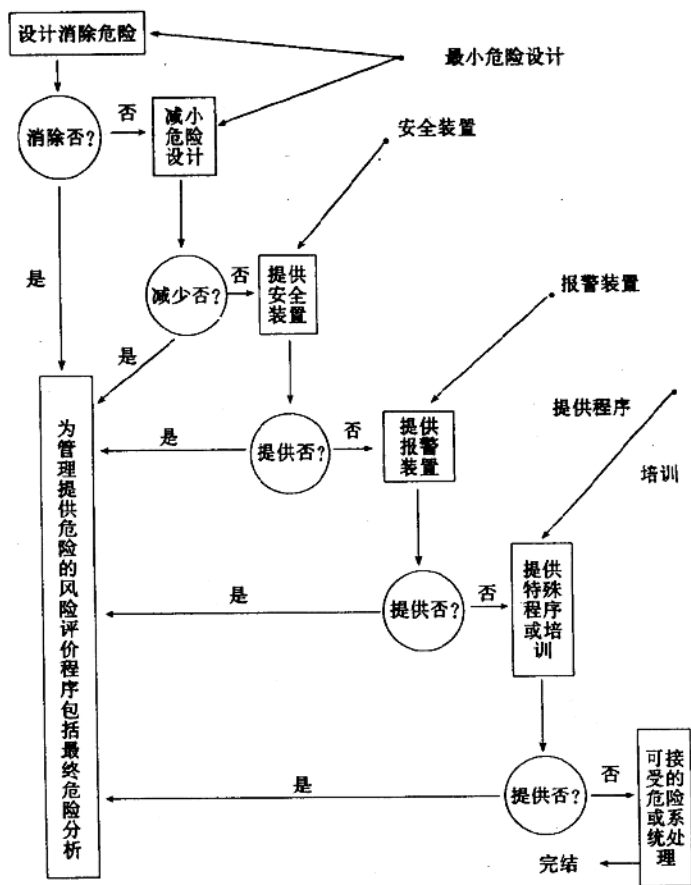 设计消除危险
最小危险设计
消除否?
否
减小
危险
设计
安全装置
是
减少否?
否
提供
安全
装置
报警装置
是
提供程序
为管理提供危险的风险评价程序包括最终危险分析
是
提供否?
否
提供
报警
装置
培训
是
提供否?
否
提供
特殊
程序
或培
训
是
提供否?
否
可接
受的
危险
或系
统处理
完结